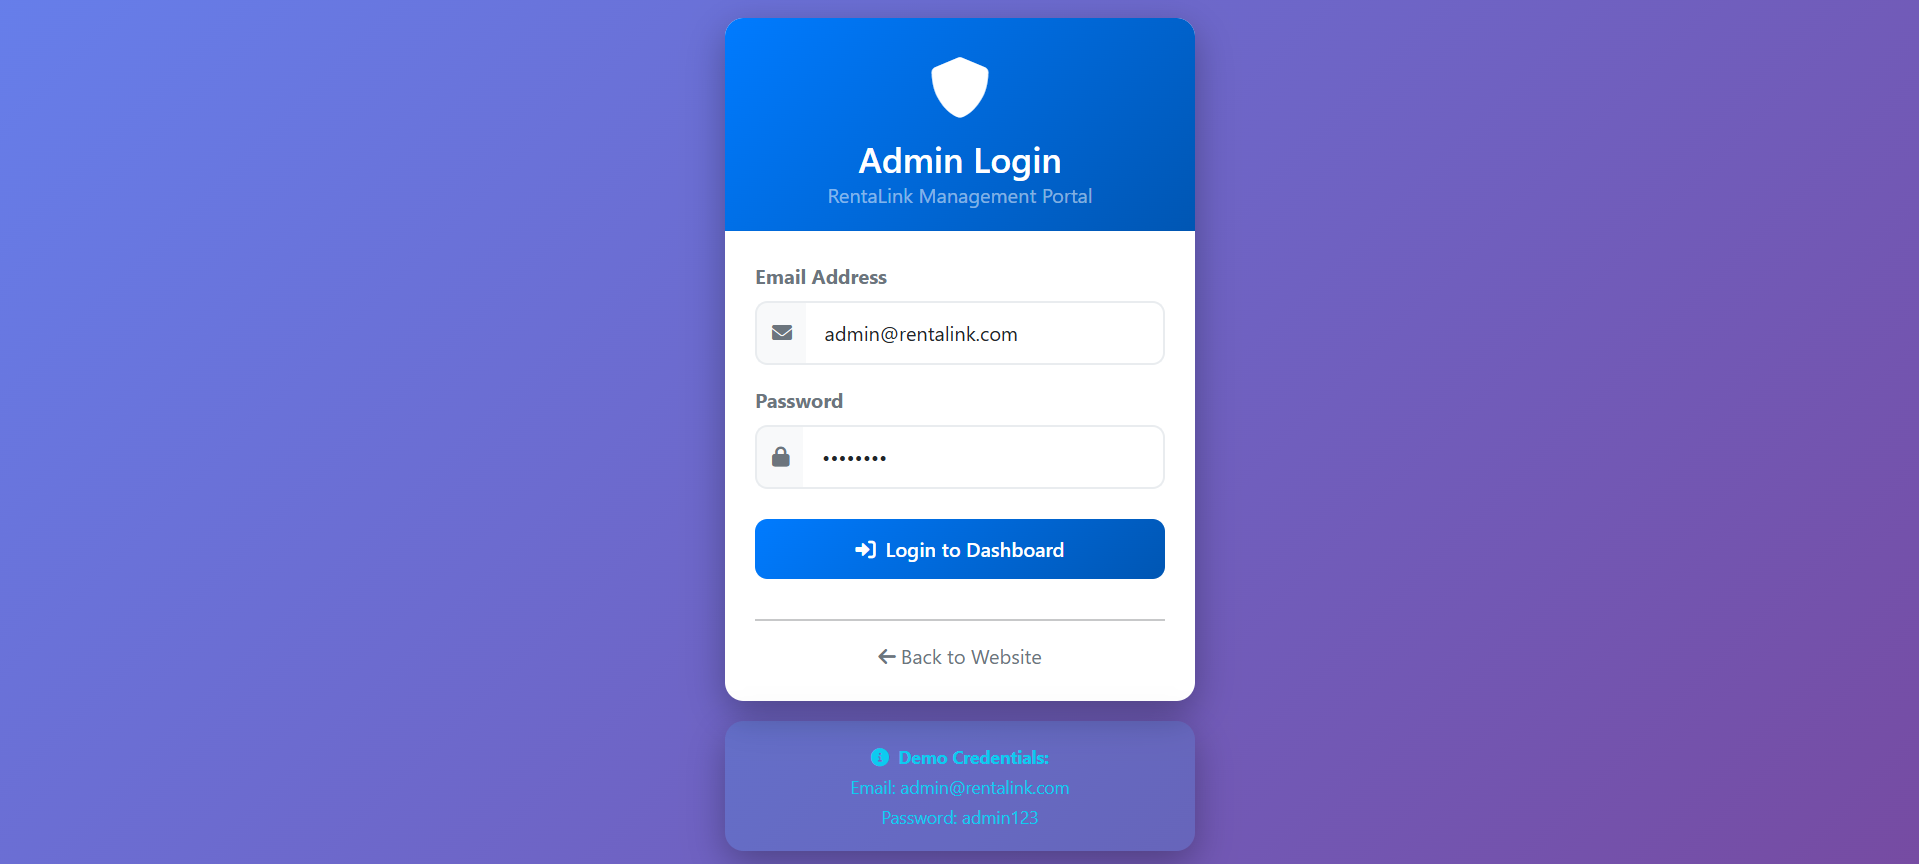 Admin Login
RentaLink Management Portal
Email Address
admin@rentalink.com
Password
••••••••
Login to Dashboard
Back to Website
Demo Credentials:
Email: admin@rentalink.com
Password: admin123